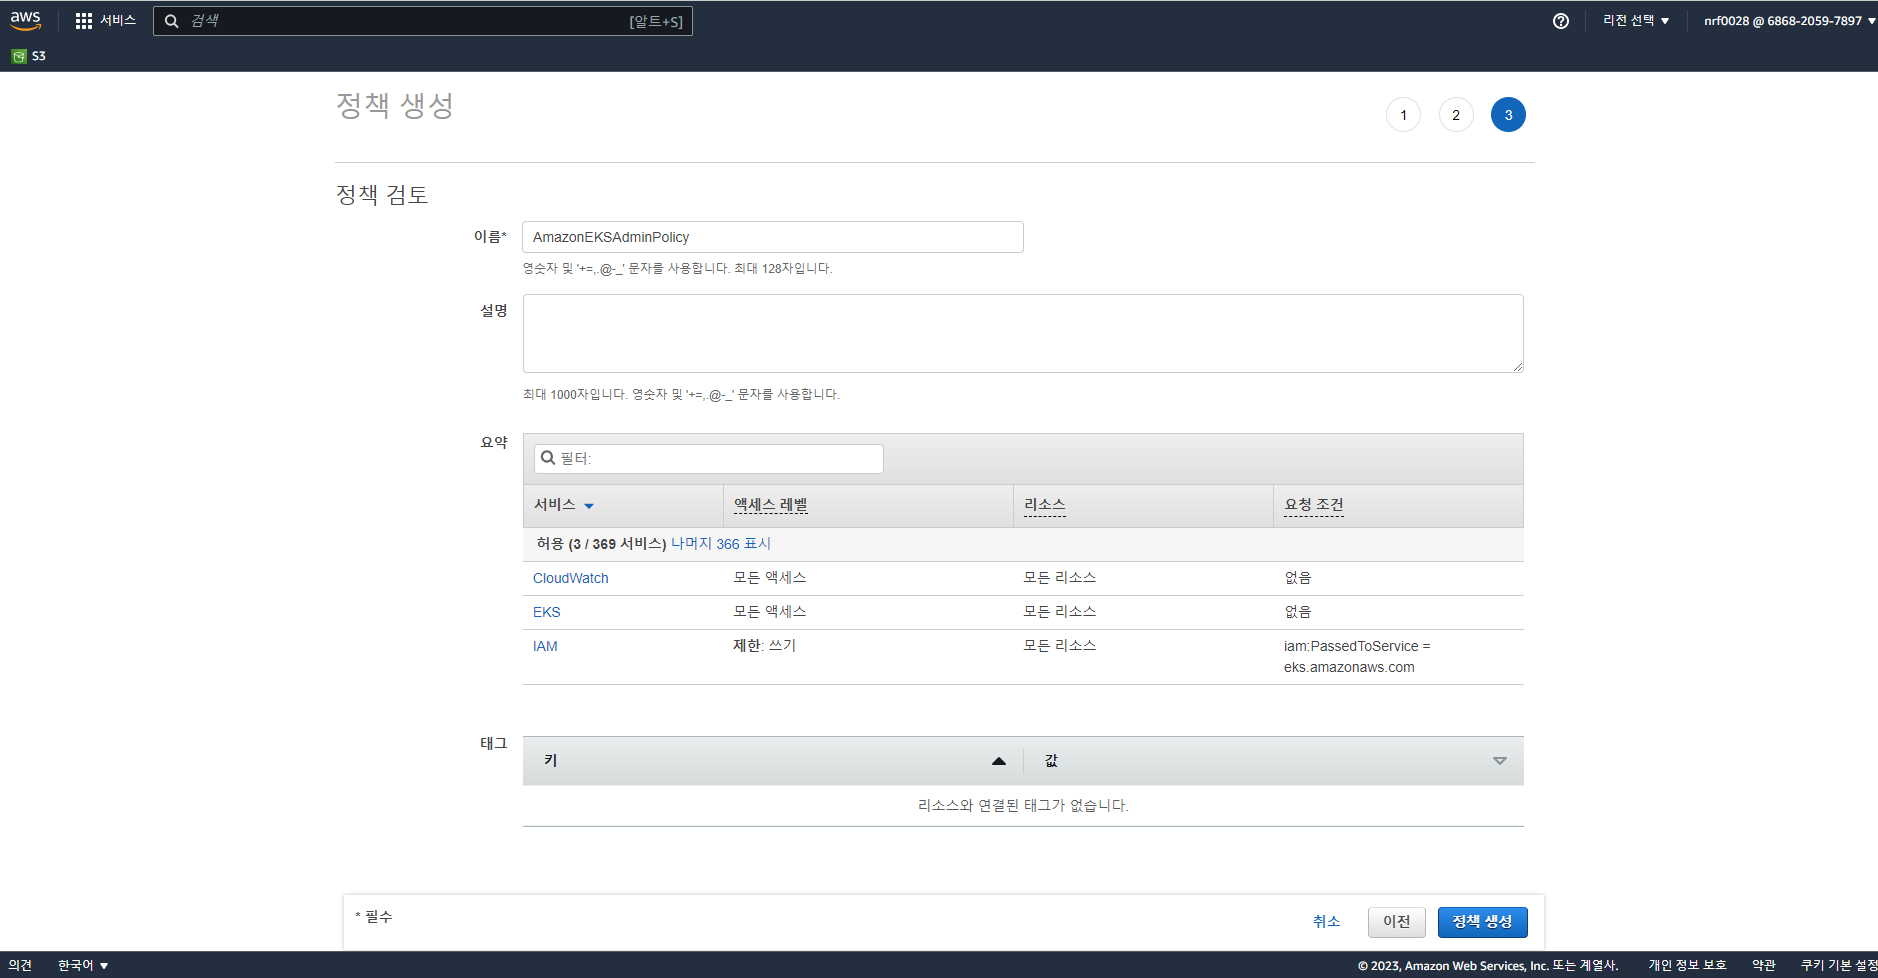 aws 서비스 검색 [알트+S] 리전 선택 ▼ nrf0028 @ 6868-2059-7897 ▼
S3
정책 생성 1 2 3
정책 검토
이름* AmazonEKSAdminPolicy
영숫자 및 '+=,.@-_' 문자를 사용합니다. 최대 128자입니다.
설명
최대 1000자입니다. 영숫자 및 '+=,.@-_' 문자를 사용합니다.
요약 필터:
서비스 ▼ 액세스 레벨 리소스 요청 조건
허용 (3 / 369 서비스) 나머지 366 표시
CloudWatch 모든 액세스 모든 리소스 없음
EKS 모든 액세스 모든 리소스 없음
IAM 제한: 쓰기 모든 리소스 iam:PassedToService =
eks.amazonaws.com
태그 키 값
리소스와 연결된 태그가 없습니다.
* 필수 취소 이전 정책 생성
의견 한국어 ▼ © 2023, Amazon Web Services, Inc. 또는 계열사. 개인 정보 보호 약관 쿠키 기본 설정